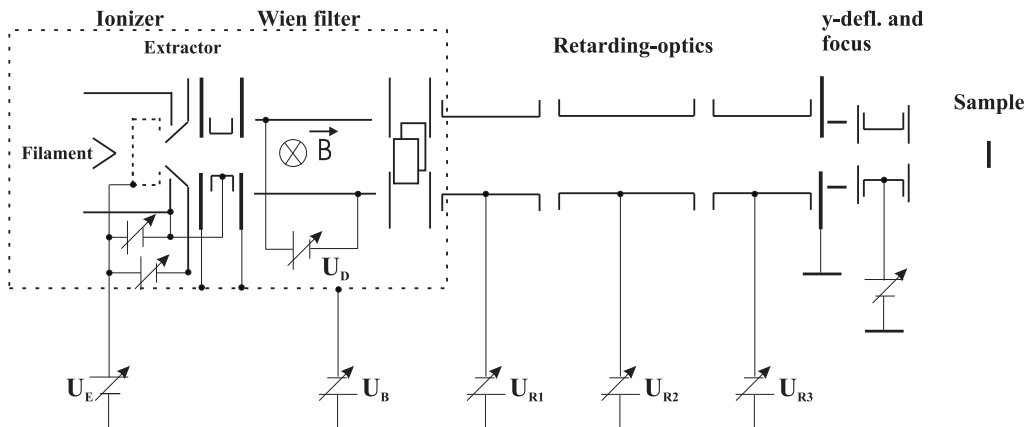 Ionizer
Wien filter
Extractor
Retarding-optics
y-defl. and
focus
Sample
Filament
B
U_D
U_E
U_B
U_R1
U_R2
U_R3